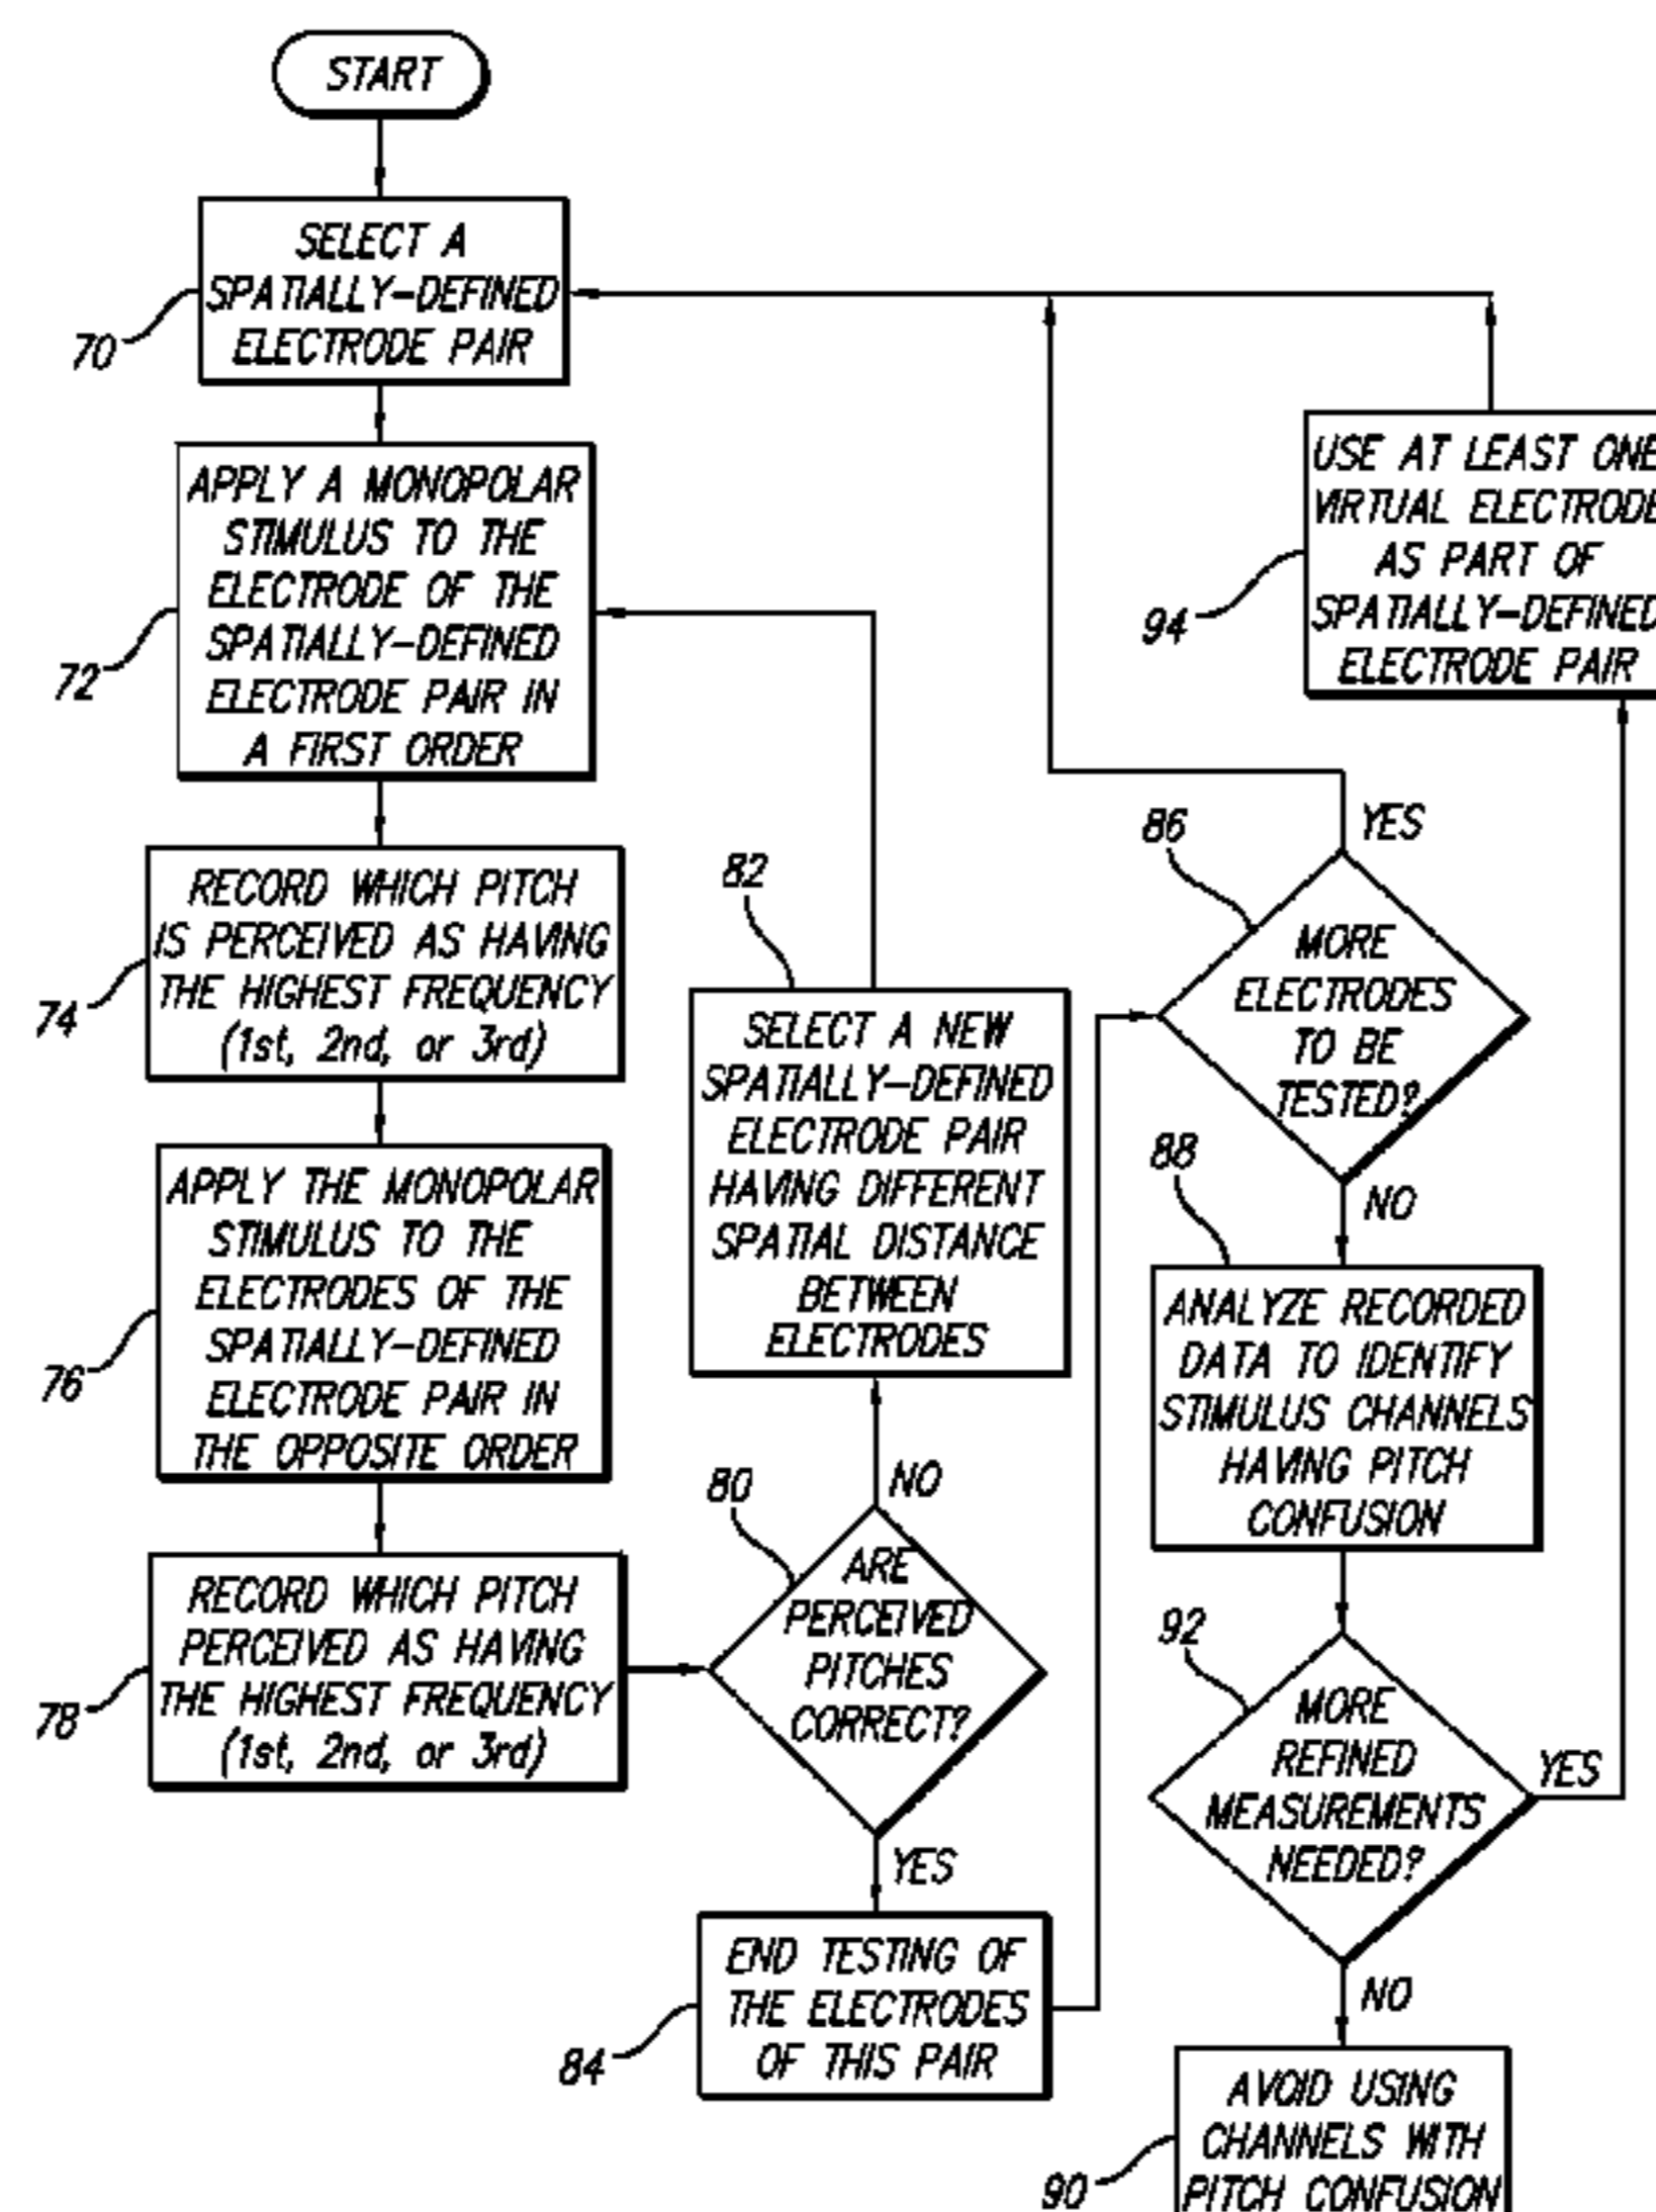 START
SELECT A
SPATIALLY-DEFINED
ELECTRODE PAIR
70
APPLY A MONOPOLAR
STIMULUS TO THE
ELECTRODE OF THE
SPATIALLY-DEFINED
ELECTRODE PAIR IN
A FIRST ORDER
72
RECORD WHICH PITCH
IS PERCEIVED AS HAVING
THE HIGHEST FREQUENCY
(1st, 2nd, or 3rd)
74
APPLY THE MONOPOLAR
STIMULUS TO THE
ELECTRODES OF THE
SPATIALLY-DEFINED
ELECTRODE PAIR IN
THE OPPOSITE ORDER
76
RECORD WHICH PITCH
PERCEIVED AS HAVING
THE HIGHEST FREQUENCY
(1st, 2nd, or 3rd)
78
80
ARE
PERCEIVED
PITCHES
CORRECT?
NO
82
SELECT A NEW
SPATIALLY-DEFINED
ELECTRODE PAIR
HAVING DIFFERENT
SPATIAL DISTANCE
BETWEEN
ELECTRODES
YES
END TESTING OF
THE ELECTRODES
OF THIS PAIR
84
86
MORE
ELECTRODES
TO BE
TESTED?
YES
NO
88
ANALYZE RECORDED
DATA TO IDENTIFY
STIMULUS CHANNELS
HAVING PITCH
CONFUSION
92
MORE
REFINED
MEASUREMENTS
NEEDED?
YES
USE AT LEAST ONE
VIRTUAL ELECTRODE
AS PART OF
SPATIALLY-DEFINED
ELECTRODE PAIR
94
NO
AVOID USING
CHANNELS WITH
PITCH CONFUSION
90